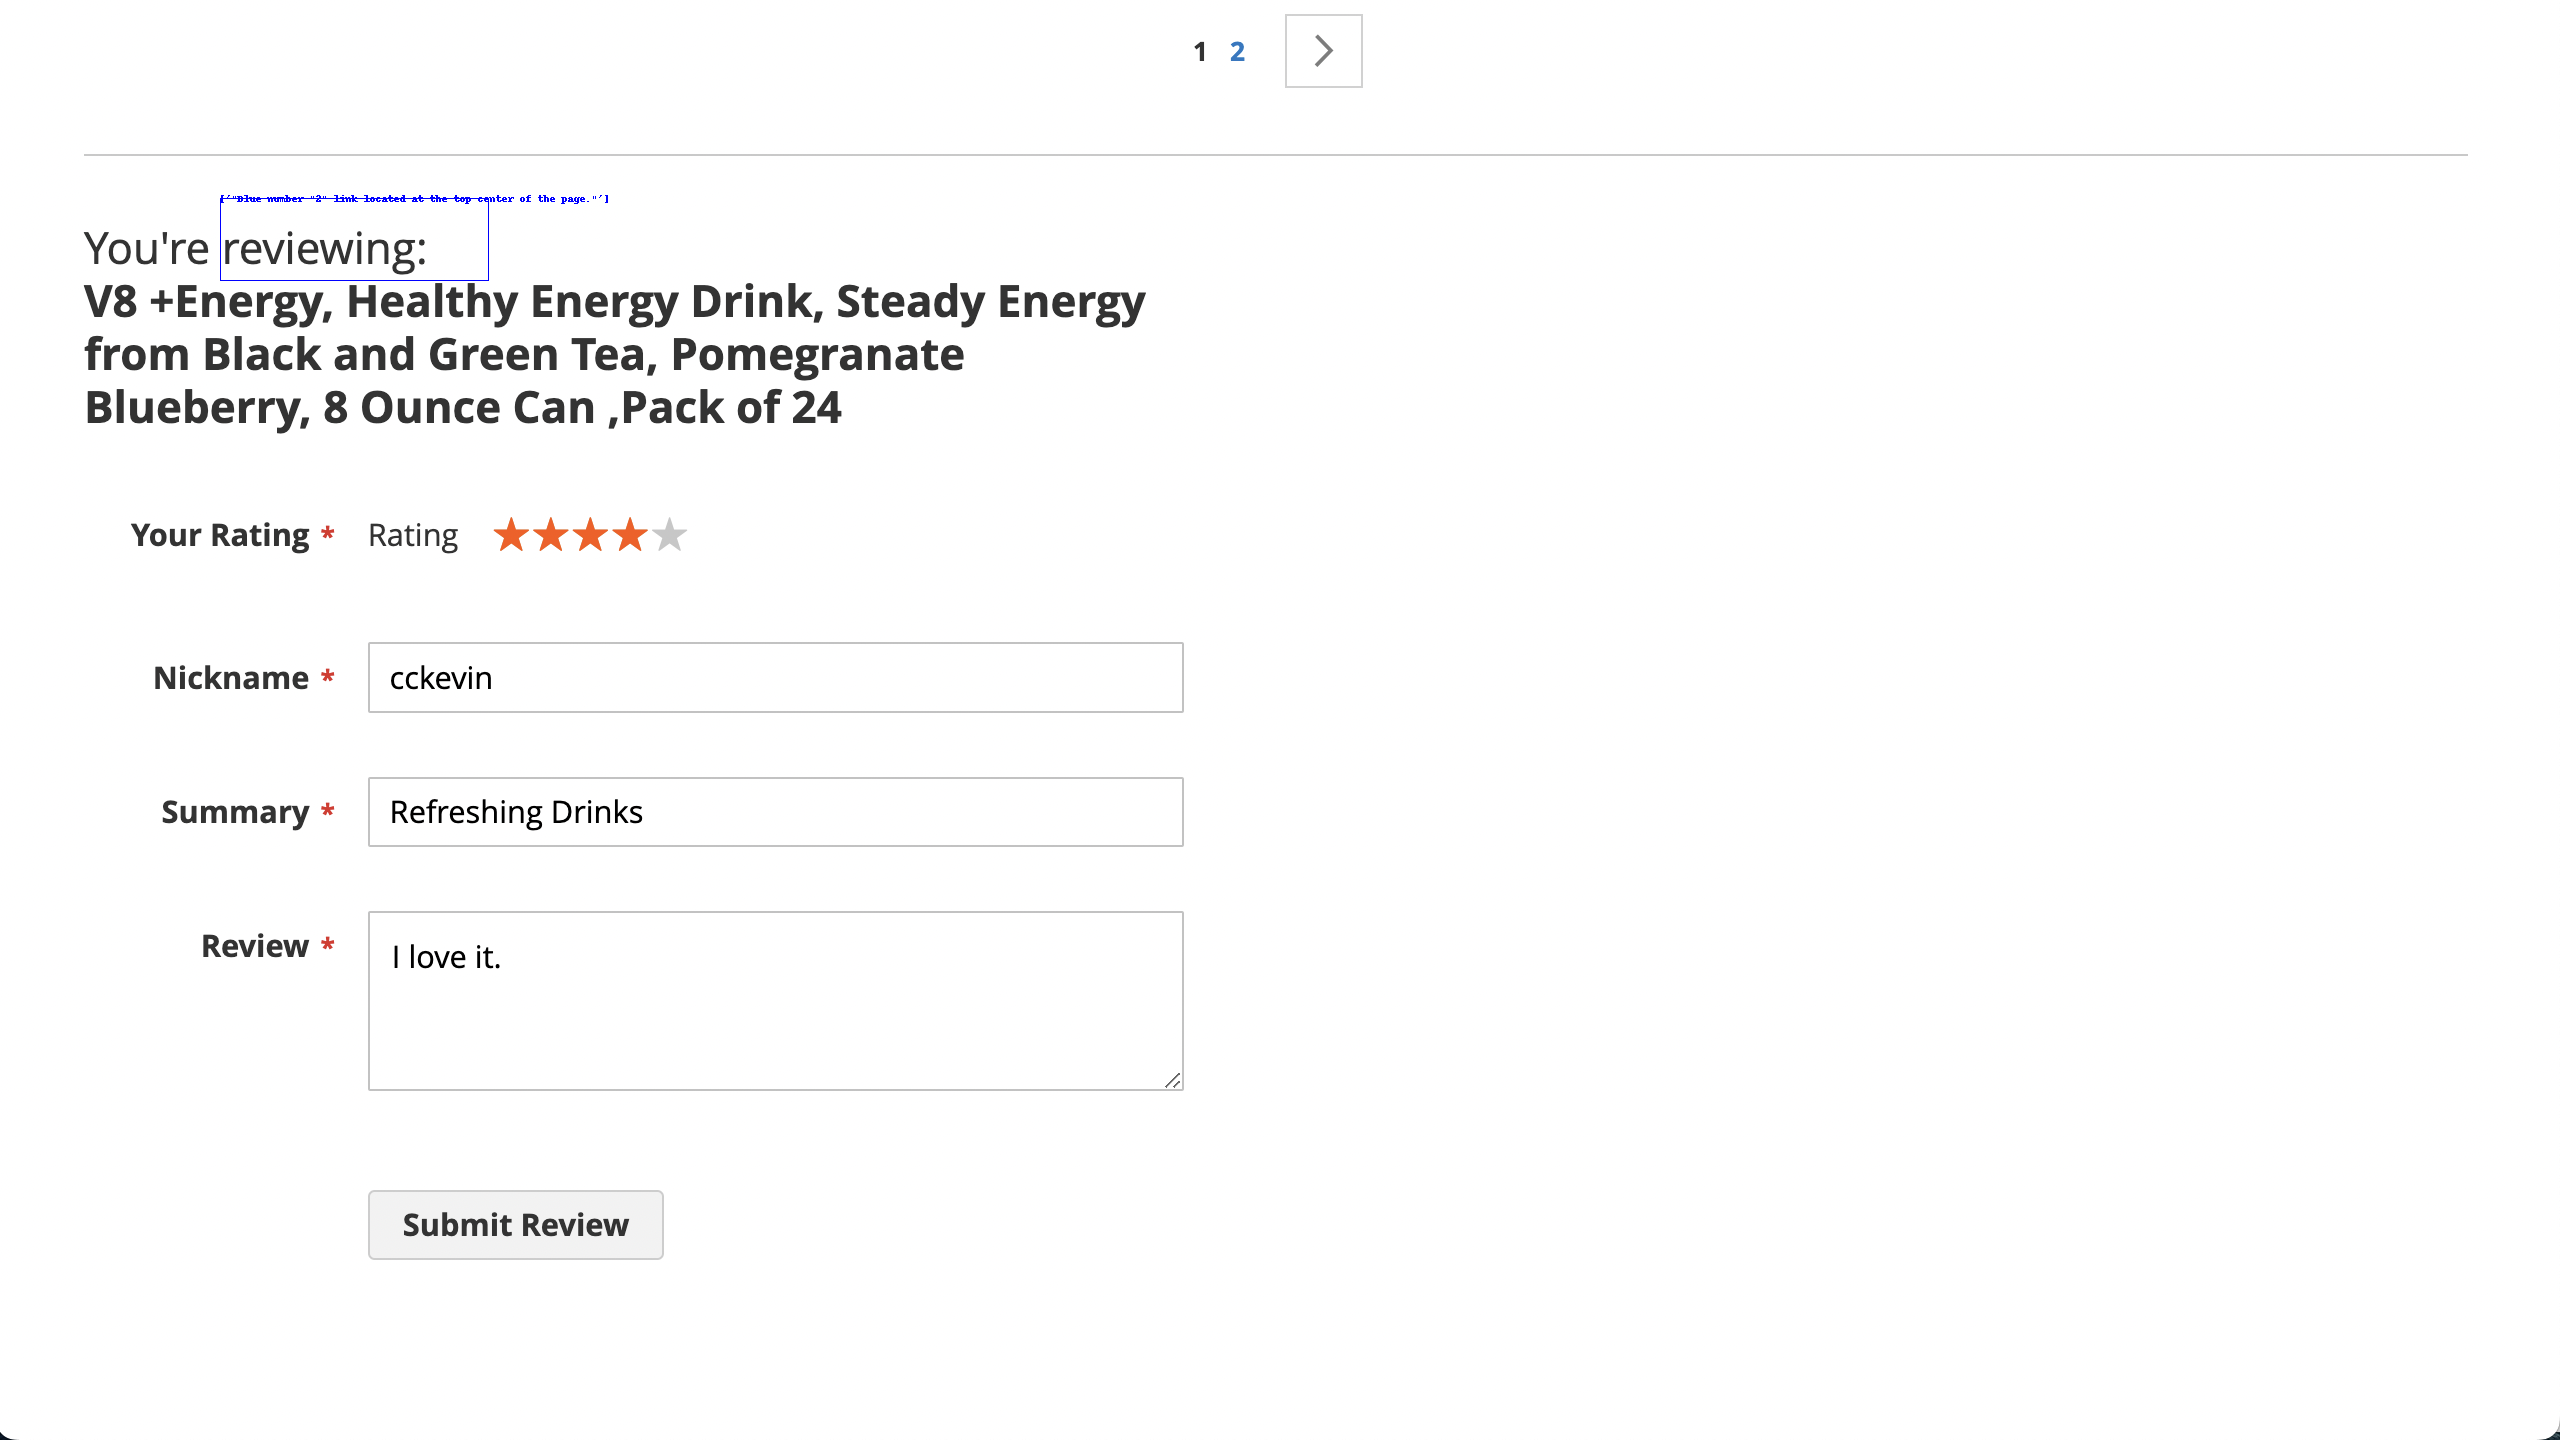 1 2
["Blue number "2" link located at the top center of the page."']
You're reviewing:
V8 +Energy, Healthy Energy Drink, Steady Energy
from Black and Green Tea, Pomegranate
Blueberry, 8 Ounce Can ,Pack of 24
Your Rating * Rating
Nickname * cckevin
Summary * Refreshing Drinks
Review * I love it.
Submit Review